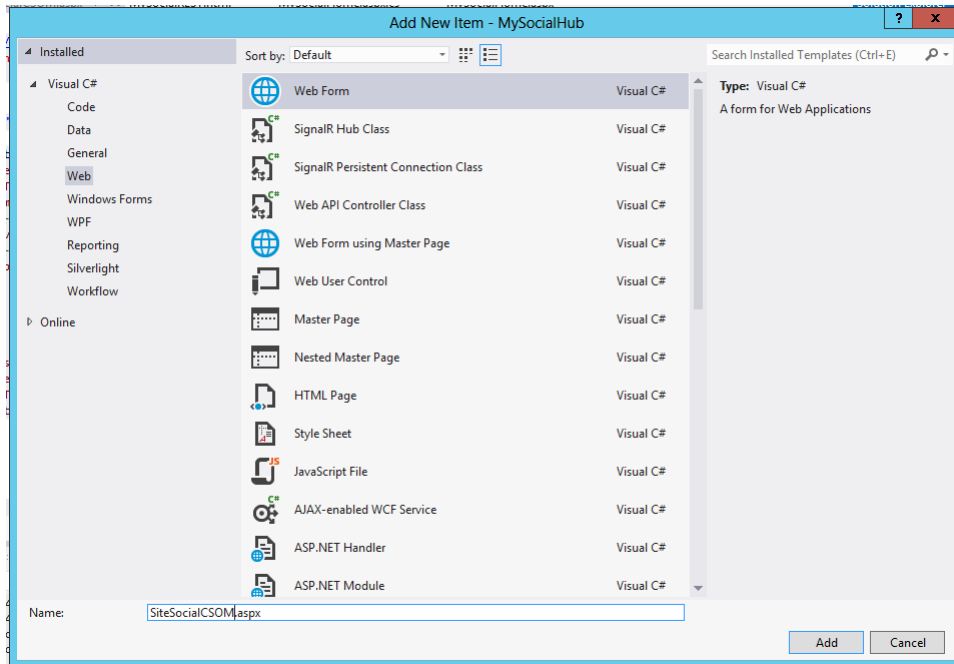 Add New Item - MySocialHub
?
x
Installed
Sort by: Default
Search Installed Templates (Ctrl+E)
Visual C#
Code
Data
General
Web
Windows Forms
WPF
Reporting
Silverlight
Workflow
Online
Web Form Visual C#
SignalR Hub Class Visual C#
SignalR Persistent Connection Class Visual C#
Web API Controller Class Visual C#
Web Form using Master Page Visual C#
Web User Control Visual C#
Master Page Visual C#
Nested Master Page Visual C#
HTML Page Visual C#
Style Sheet Visual C#
JavaScript File Visual C#
AJAX-enabled WCF Service Visual C#
ASP.NET Handler Visual C#
ASP.NET Module Visual C#
Type: Visual C#
A form for Web Applications
Name: SiteSocialCSOM.aspx
Add Cancel